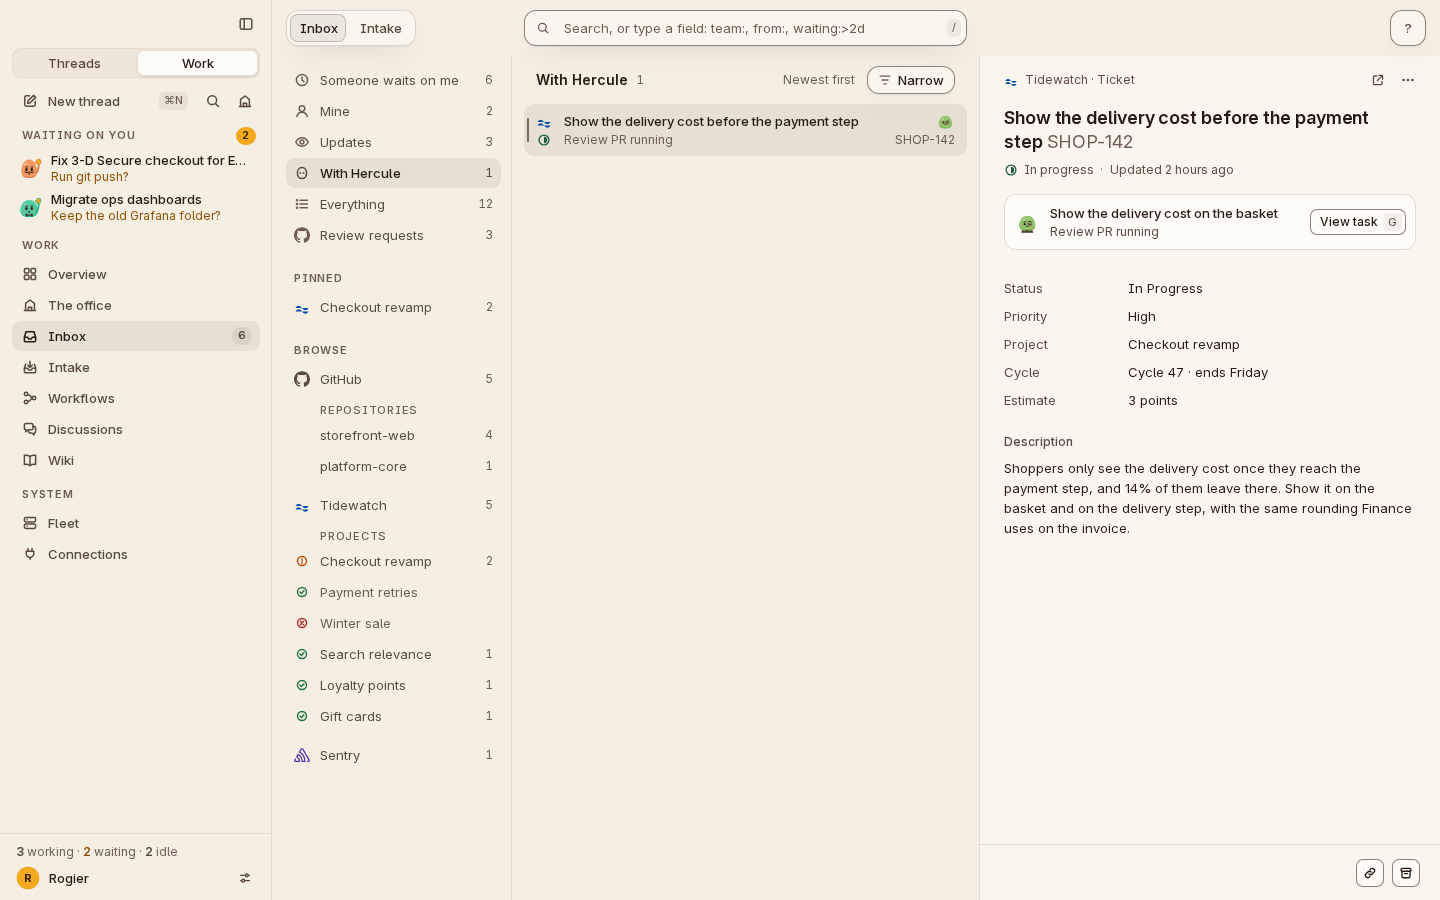 Threads
Work
New thread
⌘N
WAITING ON YOU
2
Fix 3-D Secure checkout for E…
Run git push?
Migrate ops dashboards
Keep the old Grafana folder?
WORK
Overview
The office
Inbox
6
Intake
Workflows
Discussions
Wiki
SYSTEM
Fleet
Connections
3 working · 2 waiting · 2 idle
R
Rogier
Inbox
Intake
Someone waits on me
6
Mine
2
Updates
3
With Hercule
1
Everything
12
Review requests
3
PINNED
Checkout revamp
2
BROWSE
GitHub
5
REPOSITORIES
storefront-web
4
platform-core
1
Tidewatch
5
PROJECTS
Checkout revamp
2
Payment retries
Winter sale
Search relevance
1
Loyalty points
1
Gift cards
1
Sentry
1
Search, or type a field: team:, from:, waiting:>2d
/
?
With Hercule 1
Newest first
Narrow
Show the delivery cost before the payment step
Review PR running
SHOP-142
Tidewatch · Ticket
Show the delivery cost before the payment
step SHOP-142
In progress · Updated 2 hours ago
Show the delivery cost on the basket
Review PR running
View task
G
Status
In Progress
Priority
High
Project
Checkout revamp
Cycle
Cycle 47 · ends Friday
Estimate
3 points
Description
Shoppers only see the delivery cost once they reach the
payment step, and 14% of them leave there. Show it on the
basket and on the delivery step, with the same rounding Finance
uses on the invoice.